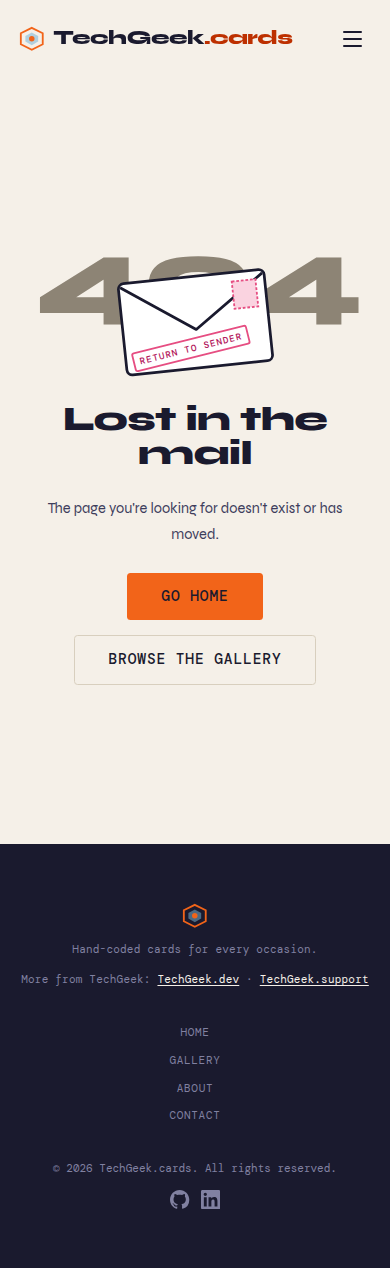 TechGeek.cards
404
RETURN TO SENDER
Lost in the
mail
The page you're looking for doesn't exist or has
moved.
GO HOME
BROWSE THE GALLERY
Hand-coded cards for every occasion.
More from TechGeek: TechGeek.dev · TechGeek.support
HOME
GALLERY
ABOUT
CONTACT
© 2026 TechGeek.cards. All rights reserved.
in